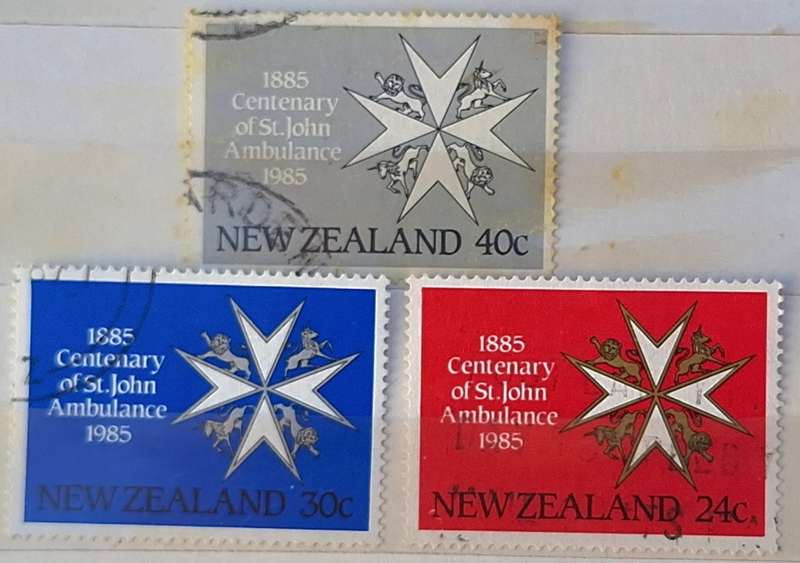 1885
Centenary
of St. John
Ambulance
1985
NEW ZEALAND 40c
1885
Centenary
of St. John
Ambulance
1985
NEW ZEALAND 30c
1885
Centenary
of St. John
Ambulance
1985
NEW ZEALAND 24c